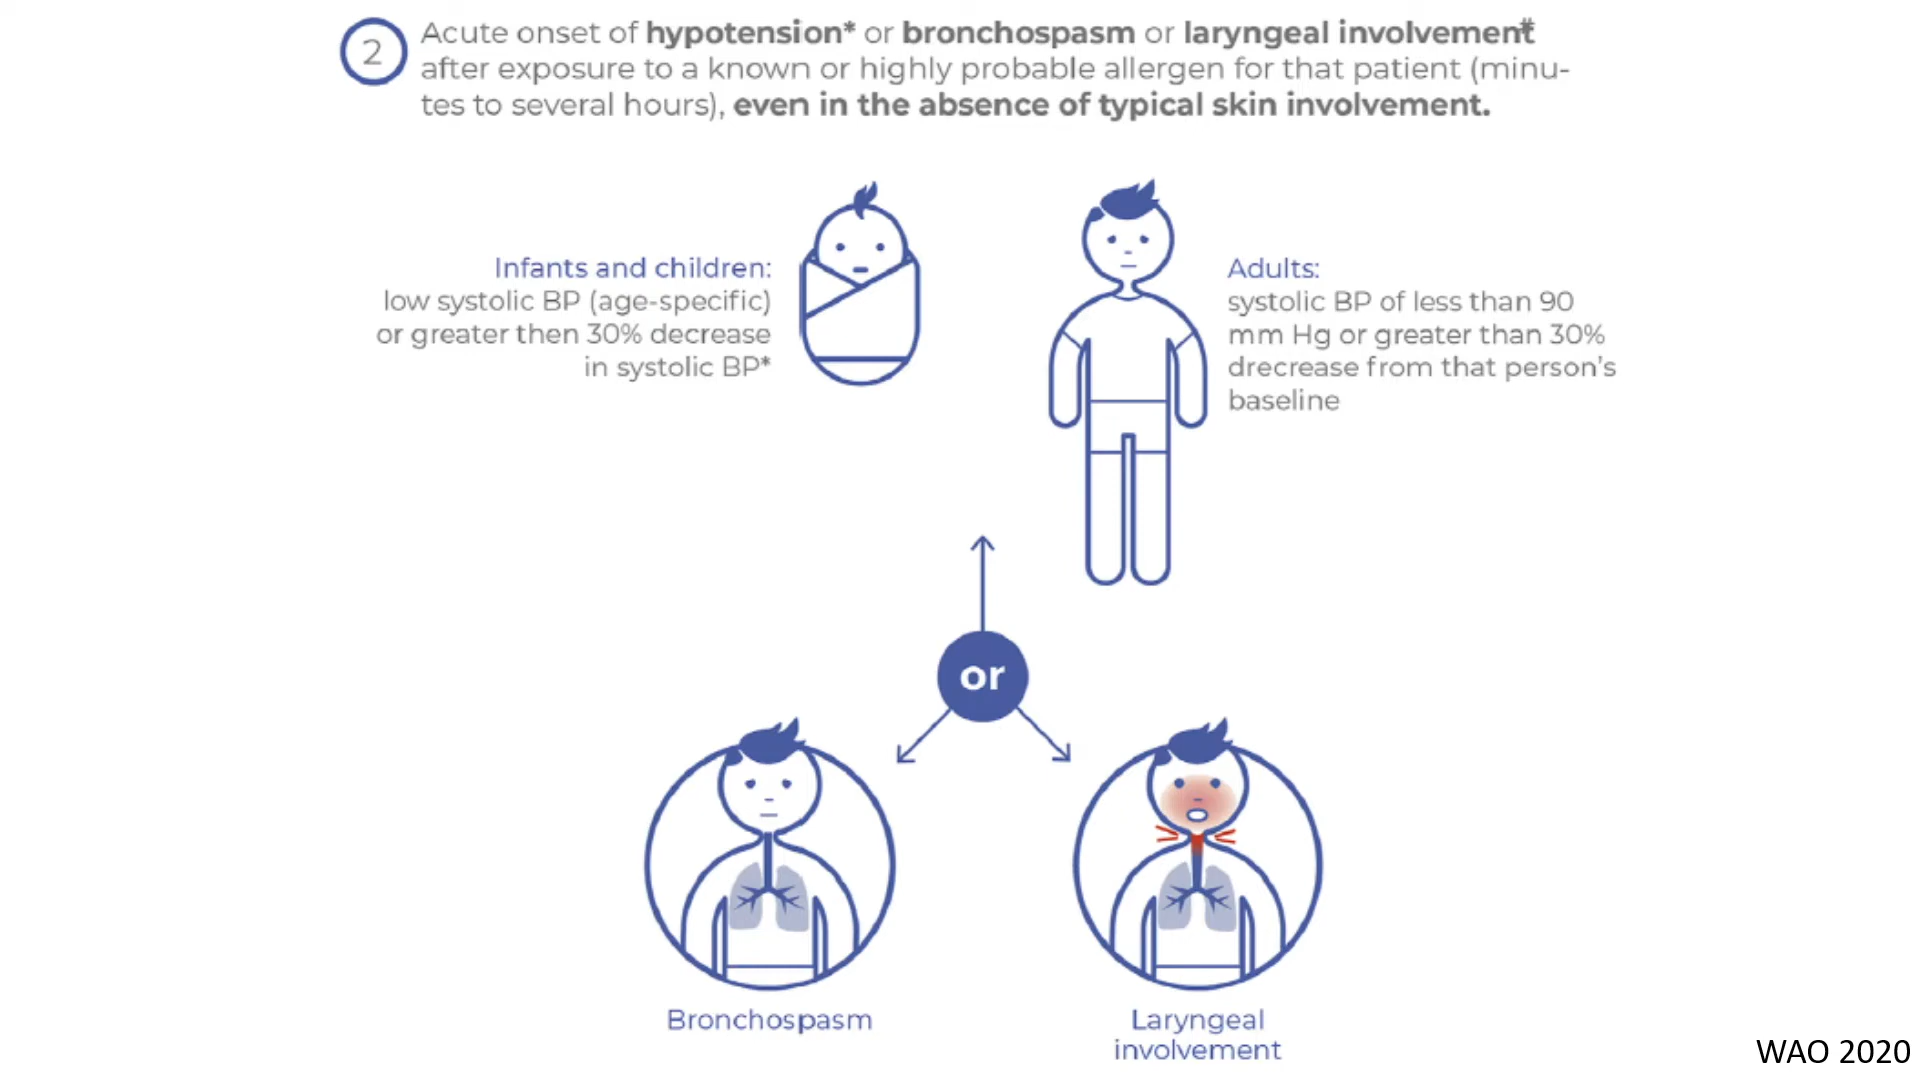 2
Acute onset of hypotension* or bronchospasm or laryngeal involvement#
after exposure to a known or highly probable allergen for that patient (minu-
tes to several hours), even in the absence of typical skin involvement.
Infants and children:
low systolic BP (age-specific)
or greater then 30% decrease
in systolic BP*
Adults:
systolic BP of less than 90
mm Hg or greater than 30%
drecrease from that person's
baseline
or
Bronchospasm
Laryngeal
involvement
WAO 2020